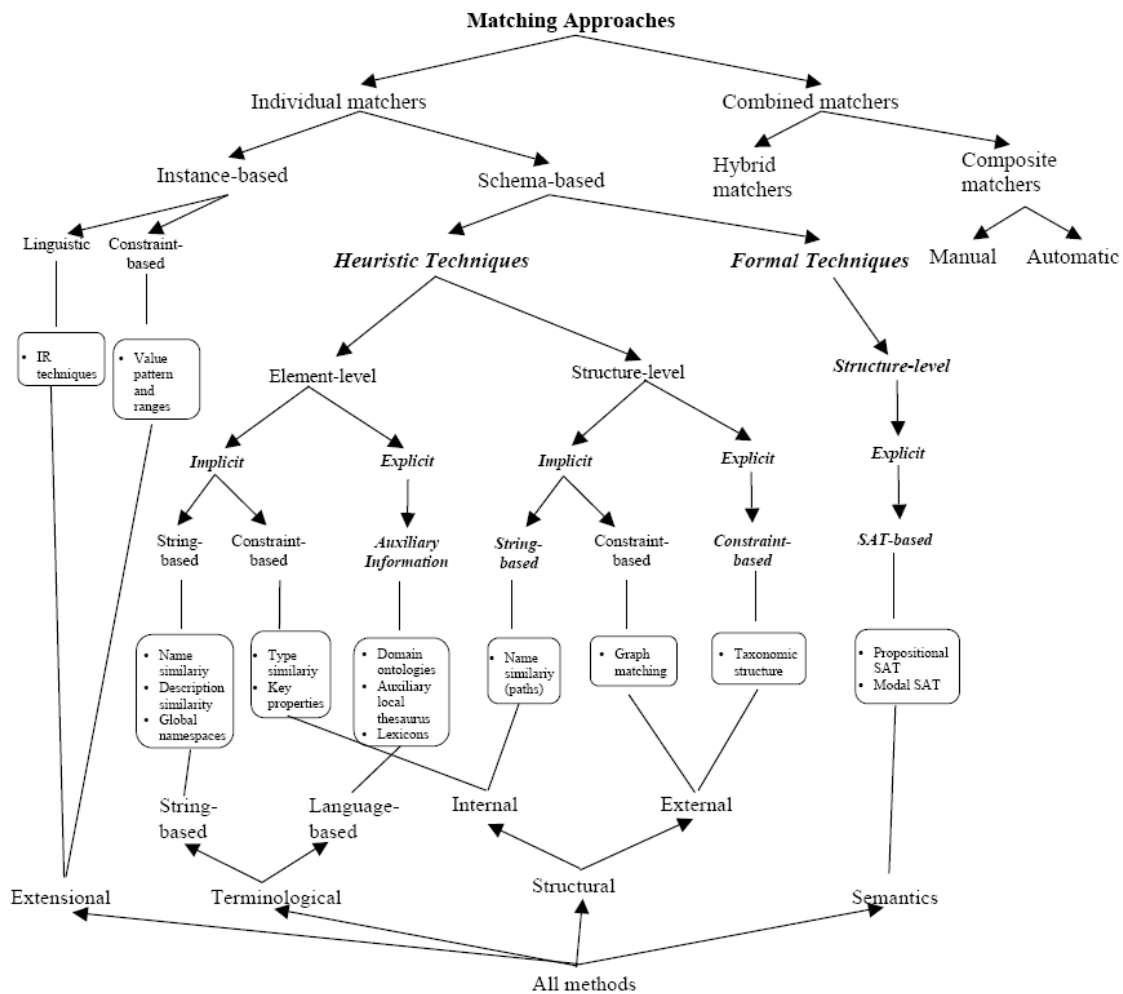 Matching Approaches
Individual matchers
Combined matchers
Instance-based
Schema-based
Hybrid
matchers
Composite
matchers
Linguistic
Constraint-
based
Heuristic Techniques
Formal Techniques
Manual
Automatic
• IR
techniques
• Value
pattern
and
ranges
Element-level
Structure-level
Structure-level
Implicit
Explicit
Implicit
Explicit
Explicit
String-
based
Constraint-
based
Auxiliary
Information
String-
based
Constraint-
based
Constraint-
based
SAT-based
• Name
similariy
• Description
similarity
• Global
namespaces
• Type
similariy
• Key
properties
• Domain
ontologies
• Auxiliary
local
thesaurus
• Lexicons
• Name
similariy
(paths)
• Graph
matching
• Taxonomic
structure
• Propositional
SAT
• Modal SAT
String-
based
Language-
based
Internal
External
Extensional
Terminological
Structural
Semantics
All methods